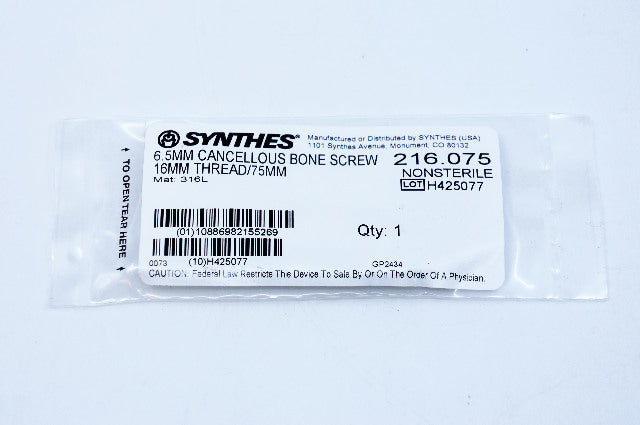 SYNTHES®
Manufactured or Distributed by SYNTHES (USA)
1101 Synthes Avenue, Monument, CO 80132
6.5MM CANCELLOUS BONE SCREW
16MM THREAD/75MM
Mat: 316L
216.075
NONSTERILE
LOT H425077
(01)10886982155269
Qty: 1
(10)H425077
0073
GP2434
CAUTION: Federal Law Restricts This Device To Sale By Or On The Order Of A Physician.
TO OPEN TEAR HERE